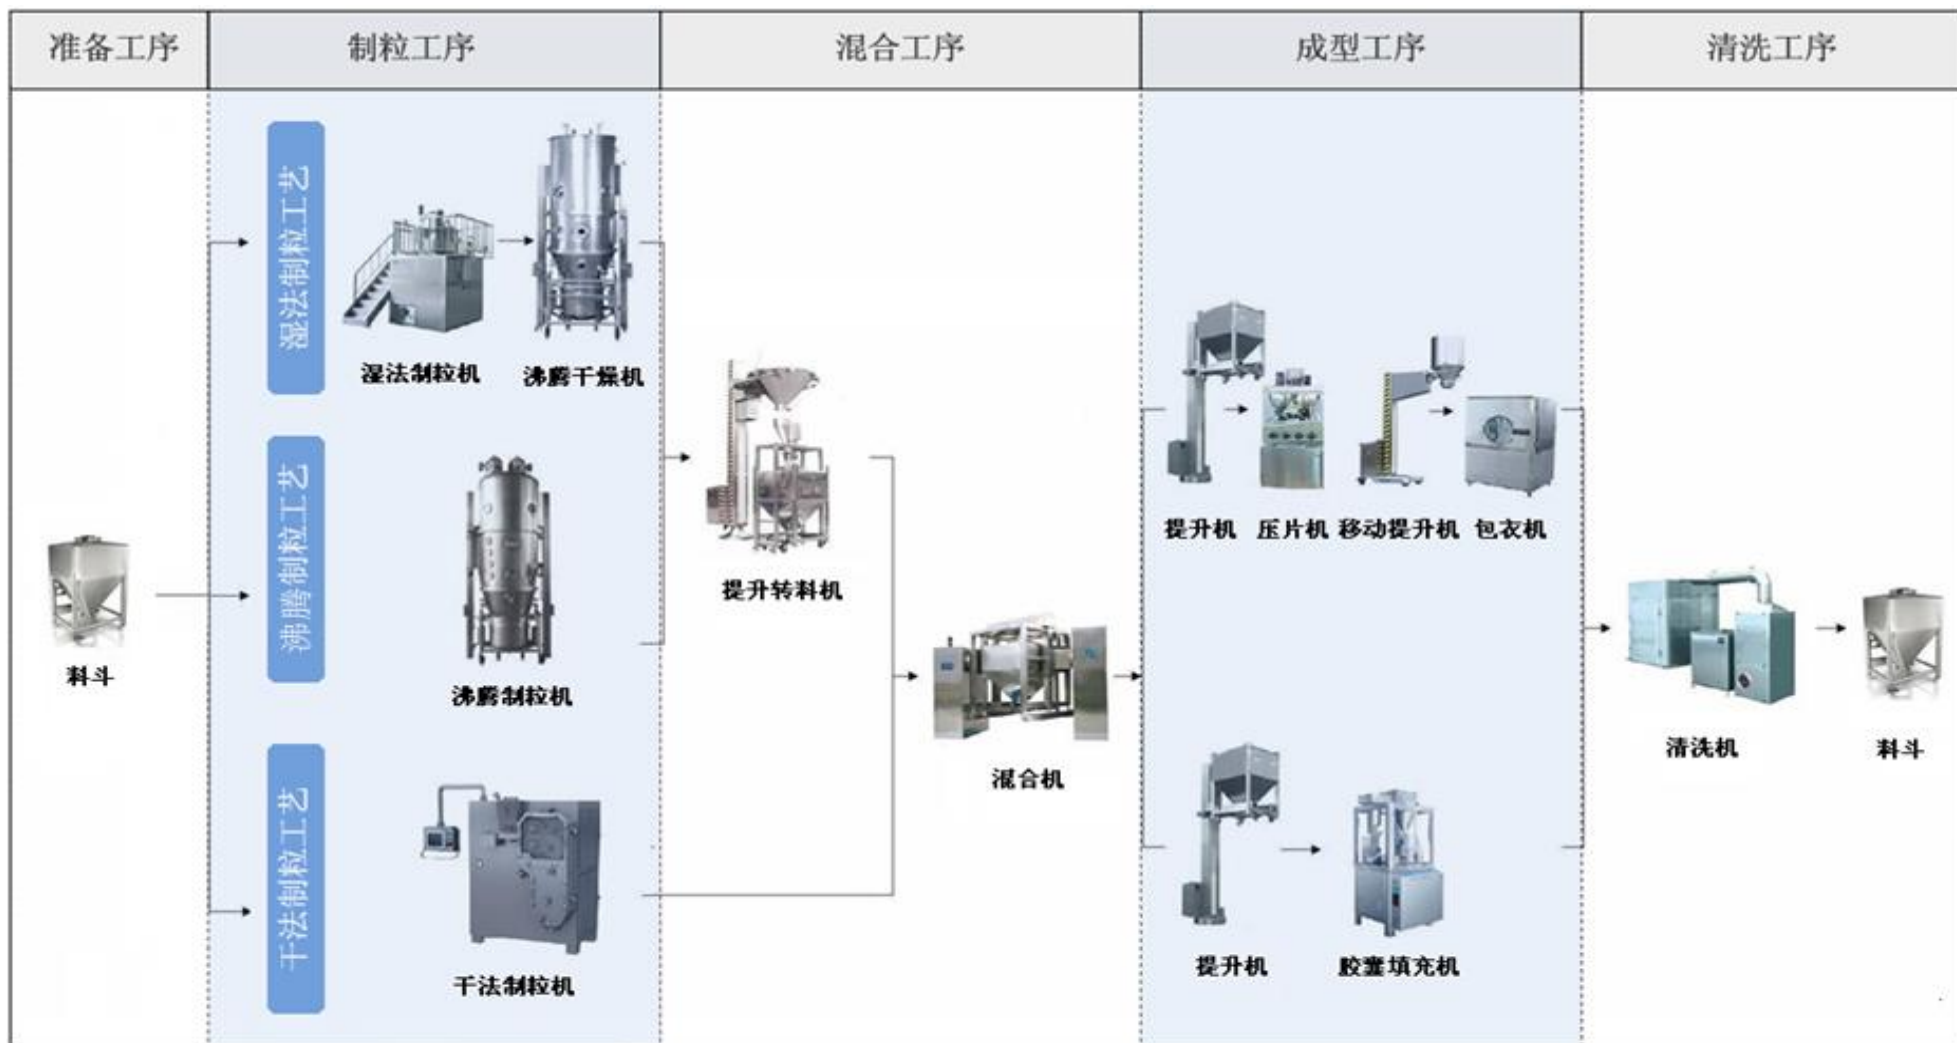 准备工序
制粒工序
混合工序
成型工序
清洗工序
湿法制粒工艺
湿法制粒机
沸腾干燥机
沸腾制粒工艺
沸腾制粒机
干法制粒工艺
干法制粒机
料斗
提升转料机
混合机
提升机
压片机
移动提升机
包衣机
提升机
胶囊填充机
清洗机
料斗